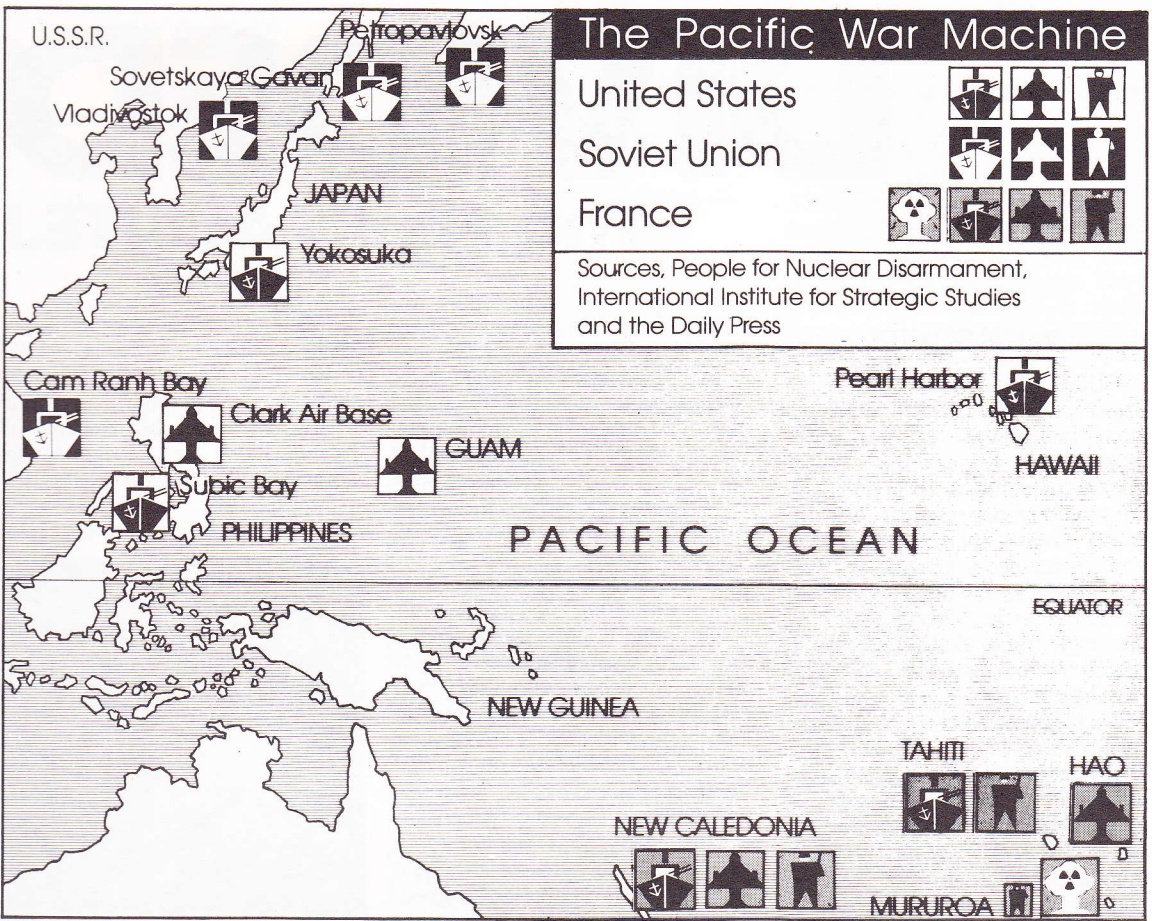 U.S.S.R.
Petropavlovsk
Sovetskaya Gavan
Vladivostok
JAPAN
Yokosuka
The Pacific War Machine
United States
Soviet Union
France
Sources, People for Nuclear Disarmament,
International Institute for Strategic Studies
and the Daily Press
Cam Ranh Bay
Clark Air Base
GUAM
Pearl Harbor
HAWAII
Subic Bay
PHILIPPINES
PACIFIC OCEAN
EQUATOR
NEW GUINEA
TAHITI
HAO
NEW CALEDONIA
MURUROA